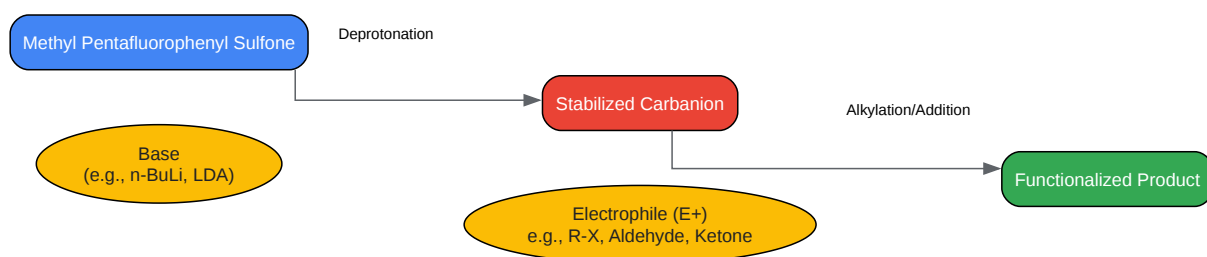 Methyl Pentafluorophenyl Sulfone
Deprotonation
Base
(e.g., n-BuLi, LDA)
Stabilized Carbanion
Alkylation/Addition
Electrophile (E+)
e.g., R-X, Aldehyde, Ketone
Functionalized Product